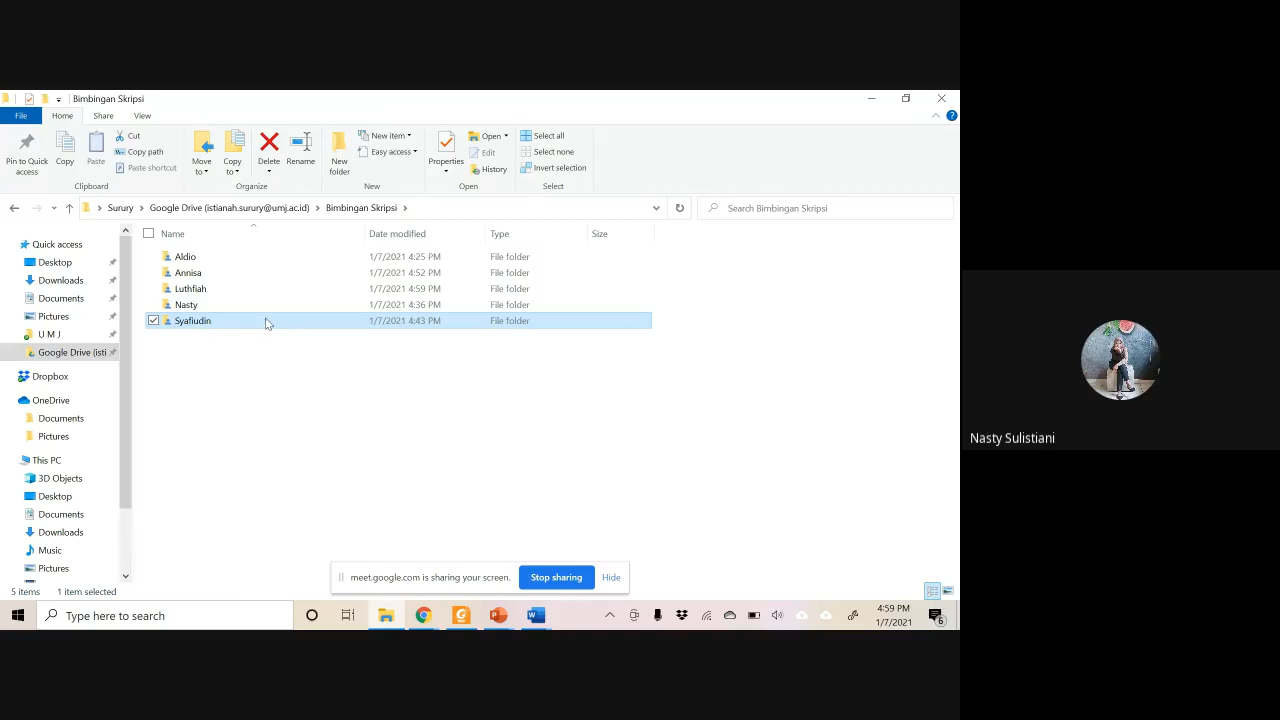 Bimbingan Skripsi
File Home Share View
Pin to Quick access
Copy
Paste
Cut
Copy path
Paste shortcut
Clipboard
Move to
Copy To
Delete
Rename
Organize
New folder
New item
Easy access
New
Properties
Open
Edit
History
Open
Select all
Select none
Invert selection
Select
Surury > Google Drive (istianah.surury@umj.ac.id) > Bimbingan Skripsi >
Search Bimbingan Skripsi
Quick access
Desktop
Downloads
Documents
Pictures
U M J
Google Drive (isti
Dropbox
OneDrive
Documents
Pictures
This PC
3D Objects
Desktop
Documents
Downloads
Music
Pictures
Name Date modified Type Size
Aldio 1/7/2021 4:25 PM File folder
Annisa 1/7/2021 4:52 PM File folder
Luthfiah 1/7/2021 4:59 PM File folder
Nasty 1/7/2021 4:36 PM File folder
Syafiudin 1/7/2021 4:43 PM File folder
meet.google.com is sharing your screen. Stop sharing Hide
5 items 1 item selected
Type here to search
4:59 PM
1/7/2021
6
Nasty Sulistiani